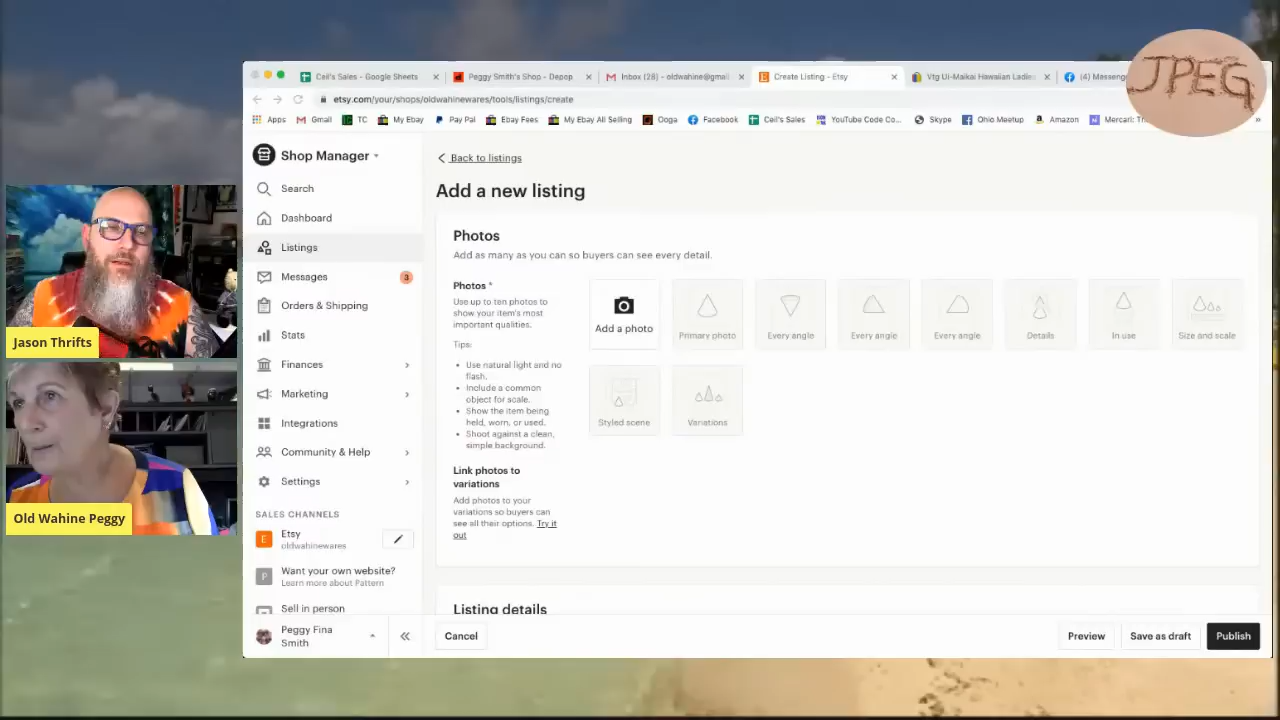 JPEG
Ceil's Sales - Google Sheets
Peggy Smith's Shop - Depop
Inbox (26) - oldwahine@gmai
Create Listing - Etsy
Vtg Ui-Maikai Hawaiian Ladies
(4) Messeng
etsy.com/your/shops/oldwahinewares/tools/listings/create
Apps
Gmail
TC
My Ebay
Pay Pal
Ebay Fees
My Ebay All Selling
Ooga
Facebook
Ceil's Sales
YouTube Code Co...
Skype
Ohio Meetup
Amazon
Mercari: Th
»
Shop Manager
Search
Dashboard
Listings
Messages
3
Orders & Shipping
Stats
Finances
Marketing
Integrations
Community & Help
Settings
SALES CHANNELS
E
Etsy
oldwahinewares
P
Want your own website?
Learn more about Pattern
Sell in person
Peggy Fina
Smith
«
Back to listings
Add a new listing
Photos
Add as many as you can so buyers can see every detail.
Photos *
Use up to ten photos to
show your item's most
important qualities.
Tips:
• Use natural light and no
flash.
• Include a common
object for scale.
• Show the item being
held, worn, or used.
• Shoot against a clean,
simple background.
Link photos to
variations
Add photos to your
variations so buyers can
see all their options. Try it
out
Add a photo
Primary photo
Every angle
Every angle
Every angle
Details
In use
Size and scale
Styled scene
Variations
Listing details
Cancel
Preview
Save as draft
Publish
Jason Thrifts
Old Wahine Peggy